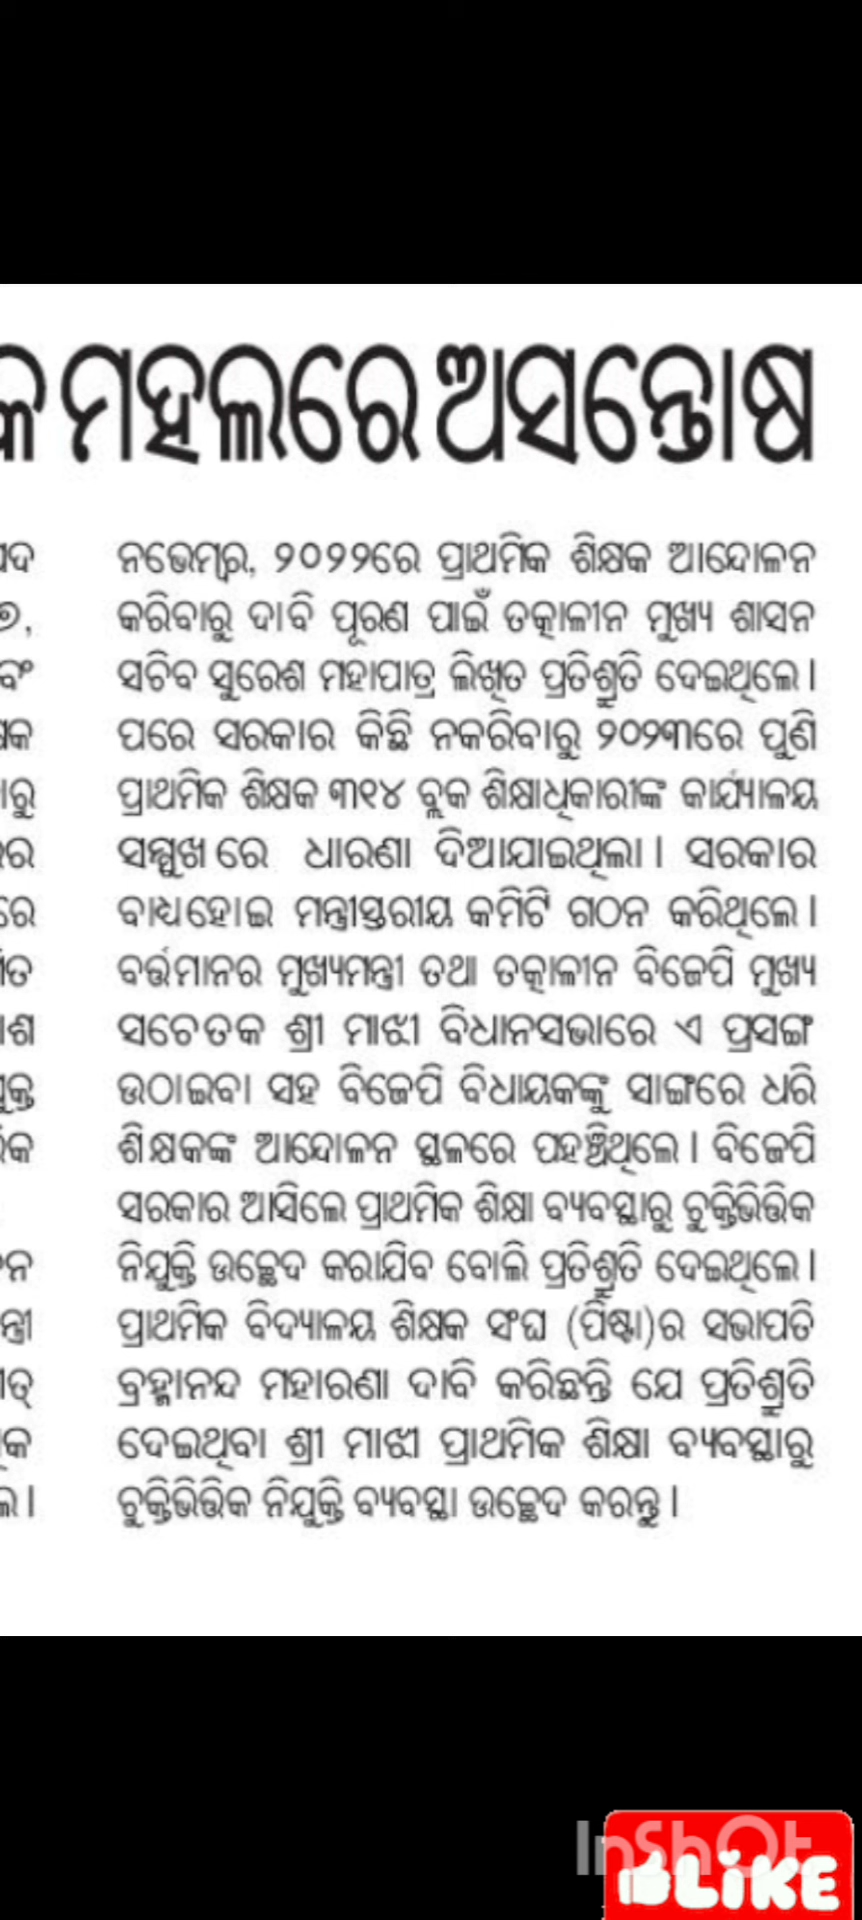 ମହଲରେ ଅସନ୍ତୋଷ
ନଭେମ୍ବର, ୨୦୨୨ରେ ପ୍ରାଥମିକ ଶିକ୍ଷକ ଆନ୍ଦୋଳନ
କରିବାରୁ ଦାବି ପୂରଣ ପାଇଁ ତତ୍କାଳୀନ ମୁଖ୍ୟ ଶାସନ
ସଚିବ ସୁରେଶ ମହାପାତ୍ର ଲିଖିତ ପ୍ରତିଶ୍ରୁତି ଦେଇଥିଲେ।
ପରେ ସରକାର କିଛି ନକରିବାରୁ ୨୦୨୩ରେ ପୁଣି
ପ୍ରାଥମିକ ଶିକ୍ଷକ ୩୧୪ ବ୍ଲକ ଶିକ୍ଷାଧିକାରୀଙ୍କ କାର୍ଯ୍ୟାଳୟ
ସମ୍ମୁଖରେ ଧାରଣା ଦିଆଯାଇଥିଲା। ସରକାର
ବାଧ୍ୟହୋଇ ମନ୍ତ୍ରୀସ୍ତରୀୟ କମିଟି ଗଠନ କରିଥିଲେ।
ବର୍ତ୍ତମାନର ମୁଖ୍ୟମନ୍ତ୍ରୀ ତଥା ତତ୍କାଳୀନ ବିଜେପି ମୁଖ୍ୟ
ସଚେତକ ଶ୍ରୀ ମାଝୀ ବିଧାନସଭାରେ ଏ ପ୍ରସଙ୍ଗ
ଉଠାଇବା ସହ ବିଜେପି ବିଧାୟକଙ୍କୁ ସାଙ୍ଗରେ ଧରି
ଶିକ୍ଷକଙ୍କ ଆନ୍ଦୋଳନ ସ୍ଥଳରେ ପହଞ୍ଚିଥିଲେ। ବିଜେପି
ସରକାର ଆସିଲେ ପ୍ରାଥମିକ ଶିକ୍ଷା ବ୍ୟବସ୍ଥାରୁ ଚୁକ୍ତିଭିତ୍ତିକ
ନିଯୁକ୍ତି ଉଚ୍ଛେଦ କରାଯିବ ବୋଲି ପ୍ରତିଶ୍ରୁତି ଦେଇଥିଲେ।
ପ୍ରାଥମିକ ବିଦ୍ୟାଳୟ ଶିକ୍ଷକ ସଂଘ (ପିଷ୍ଟା)ର ସଭାପତି
ବ୍ରହ୍ମାନନ୍ଦ ମହାରଣା ଦାବି କରିଛନ୍ତି ଯେ ପ୍ରତିଶ୍ରୁତି
ଦେଇଥିବା ଶ୍ରୀ ମାଝୀ ପ୍ରାଥମିକ ଶିକ୍ଷା ବ୍ୟବସ୍ଥାରୁ
ଚୁକ୍ତିଭିତ୍ତିକ ନିଯୁକ୍ତି ବ୍ୟବସ୍ଥା ଉଚ୍ଛେଦ କରନ୍ତୁ।
InShOt
LiKE